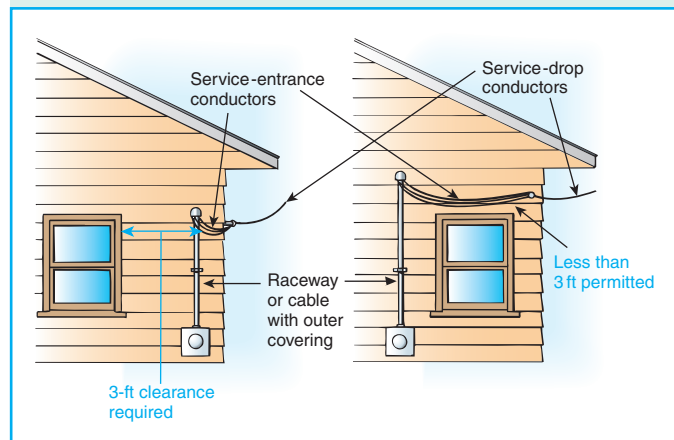 Service-entrance
conductors
Service-drop
conductors
Less than
3 ft permitted
Raceway
or cable
with outer
covering
3-ft clearance
required